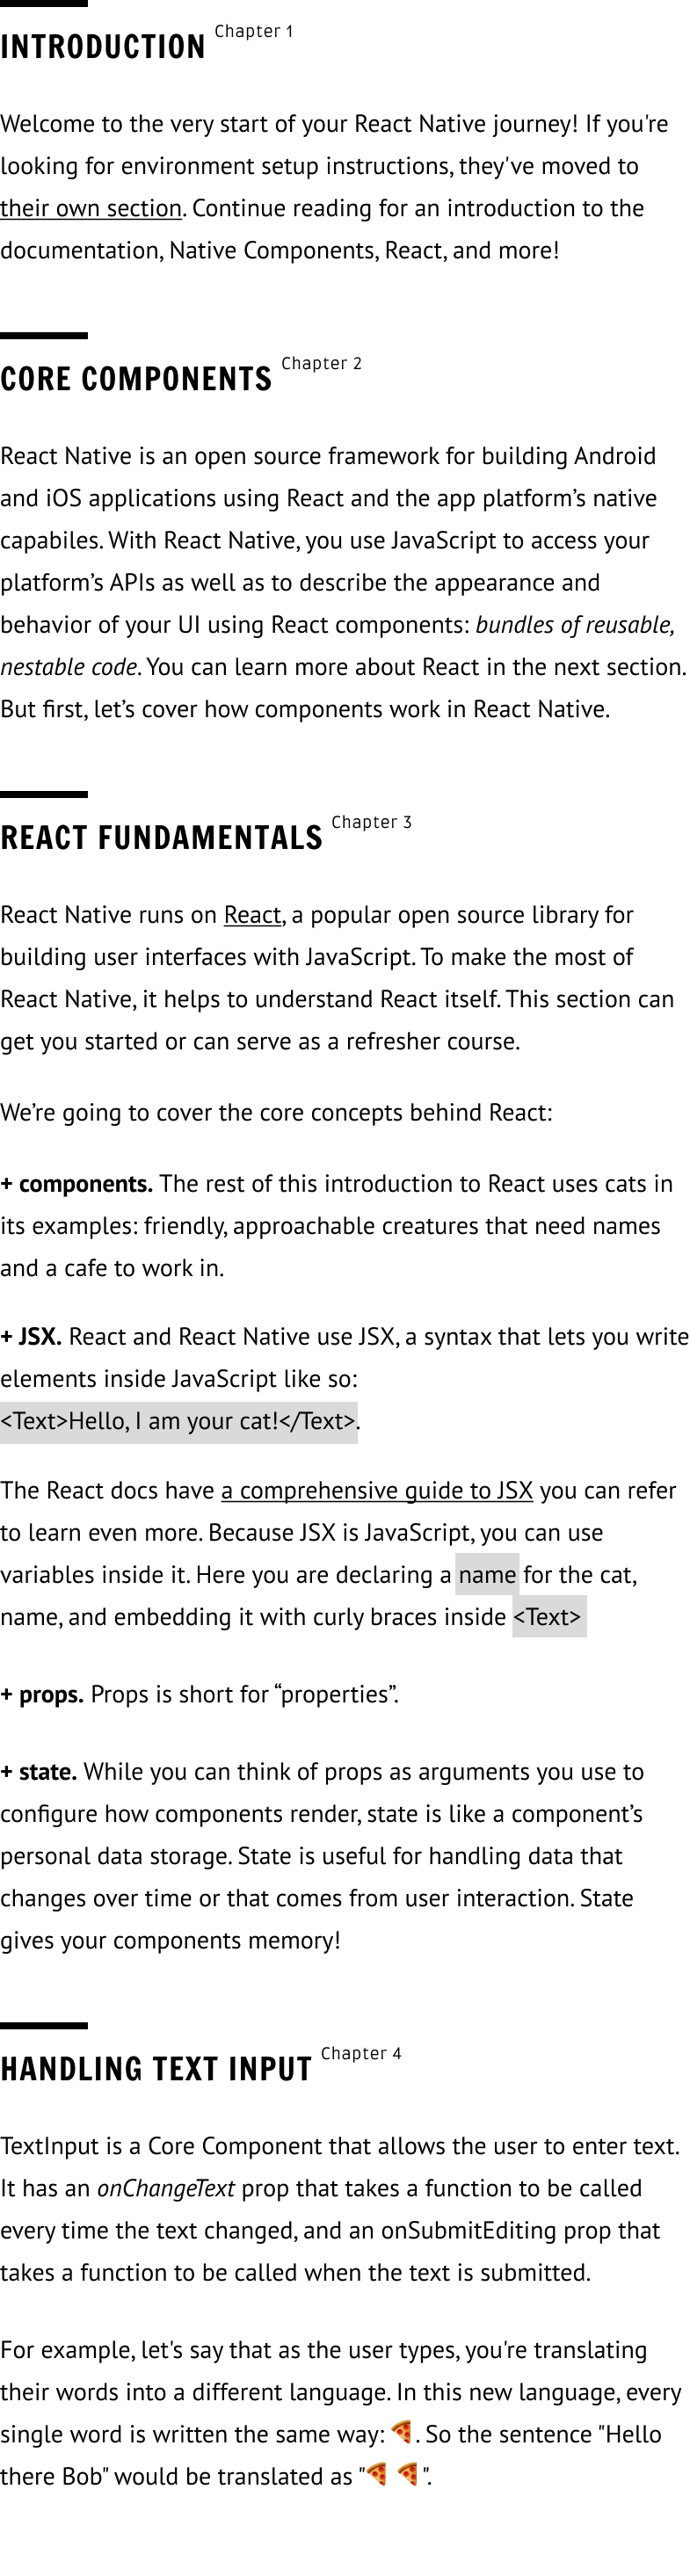 INTRODUCTION Chapter 1
Welcome to the very start of your React Native journey! If you're
looking for environment setup instructions, they've moved to
their own section. Continue reading for an introduction to the
documentation, Native Components, React, and more!
CORE COMPONENTS Chapter 2
React Native is an open source framework for building Android
and iOS applications using React and the app platform’s native
capabiles. With React Native, you use JavaScript to access your
platform’s APIs as well as to describe the appearance and
behavior of your UI using React components: bundles of reusable,
nestable code. You can learn more about React in the next section.
But first, let’s cover how components work in React Native.
REACT FUNDAMENTALS Chapter 3
React Native runs on React, a popular open source library for
building user interfaces with JavaScript. To make the most of
React Native, it helps to understand React itself. This section can
get you started or can serve as a refresher course.
We’re going to cover the core concepts behind React:
+ components. The rest of this introduction to React uses cats in
its examples: friendly, approachable creatures that need names
and a cafe to work in.
+ JSX. React and React Native use JSX, a syntax that lets you write
elements inside JavaScript like so:
<Text>Hello, I am your cat!</Text>.
The React docs have a comprehensive guide to JSX you can refer
to learn even more. Because JSX is JavaScript, you can use
variables inside it. Here you are declaring a name for the cat,
name, and embedding it with curly braces inside <Text>
+ props. Props is short for “properties”.
+ state. While you can think of props as arguments you use to
configure how components render, state is like a component’s
personal data storage. State is useful for handling data that
changes over time or that comes from user interaction. State
gives your components memory!
HANDLING TEXT INPUT Chapter 4
TextInput is a Core Component that allows the user to enter text.
It has an onChangeText prop that takes a function to be called
every time the text changed, and an onSubmitEditing prop that
takes a function to be called when the text is submitted.
For example, let's say that as the user types, you're translating
their words into a different language. In this new language, every
single word is written the same way: 🍕. So the sentence "Hello
there Bob" would be translated as "🍕 🍕 ".